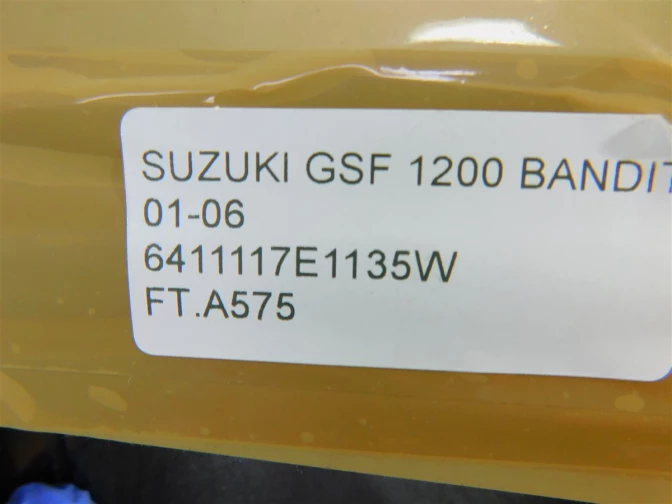 SUZUKI GSF 1200 BANDIT
01-06
6411117E1135W
FT.A575